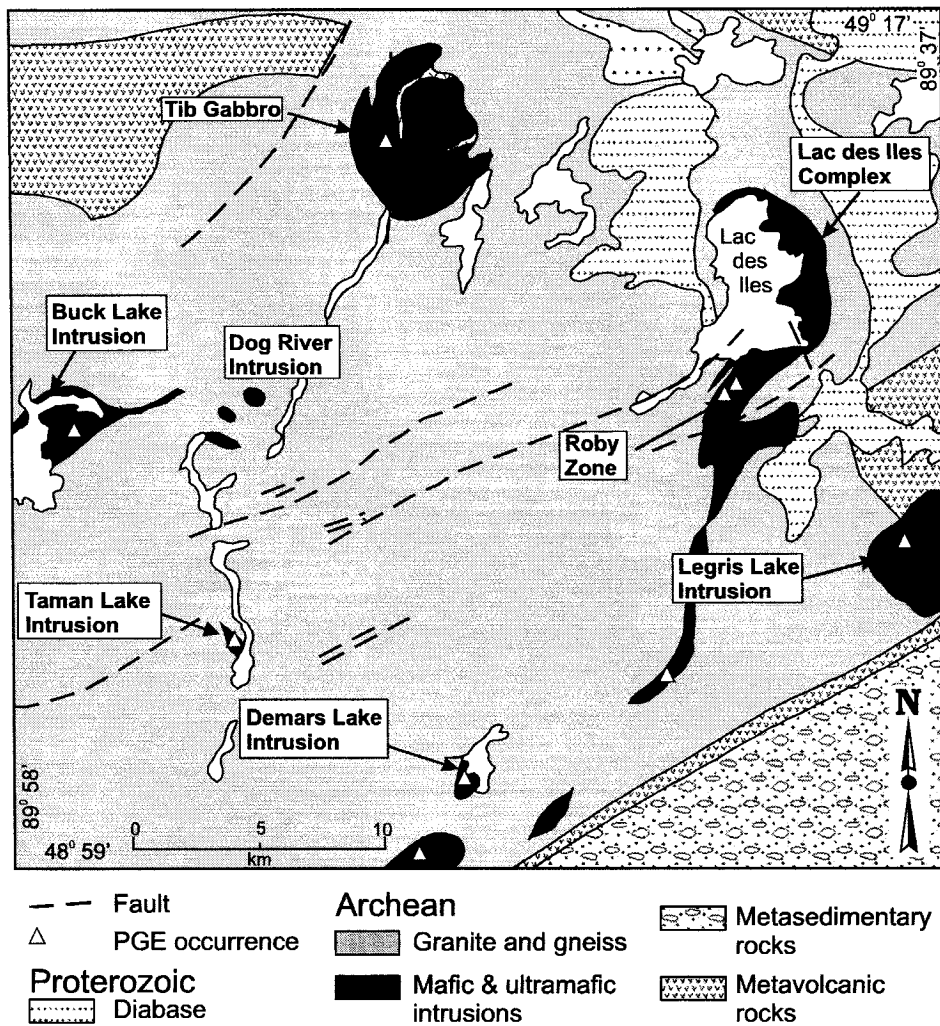 49° 17'
89° 37'
Tib Gabbro
Lac des Iles
Complex
Lac
des
Iles
Buck Lake
Intrusion
Dog River
Intrusion
Roby
Zone
Legris Lake
Intrusion
Taman Lake
Intrusion
Demars Lake
Intrusion
N
89° 58'
48° 59'
0 5 10
km
Fault
PGE occurrence
Proterozoic
Diabase
Archean
Granite and gneiss
Mafic & ultramafic
intrusions
Metasedimentary
rocks
Metavolcanic
rocks